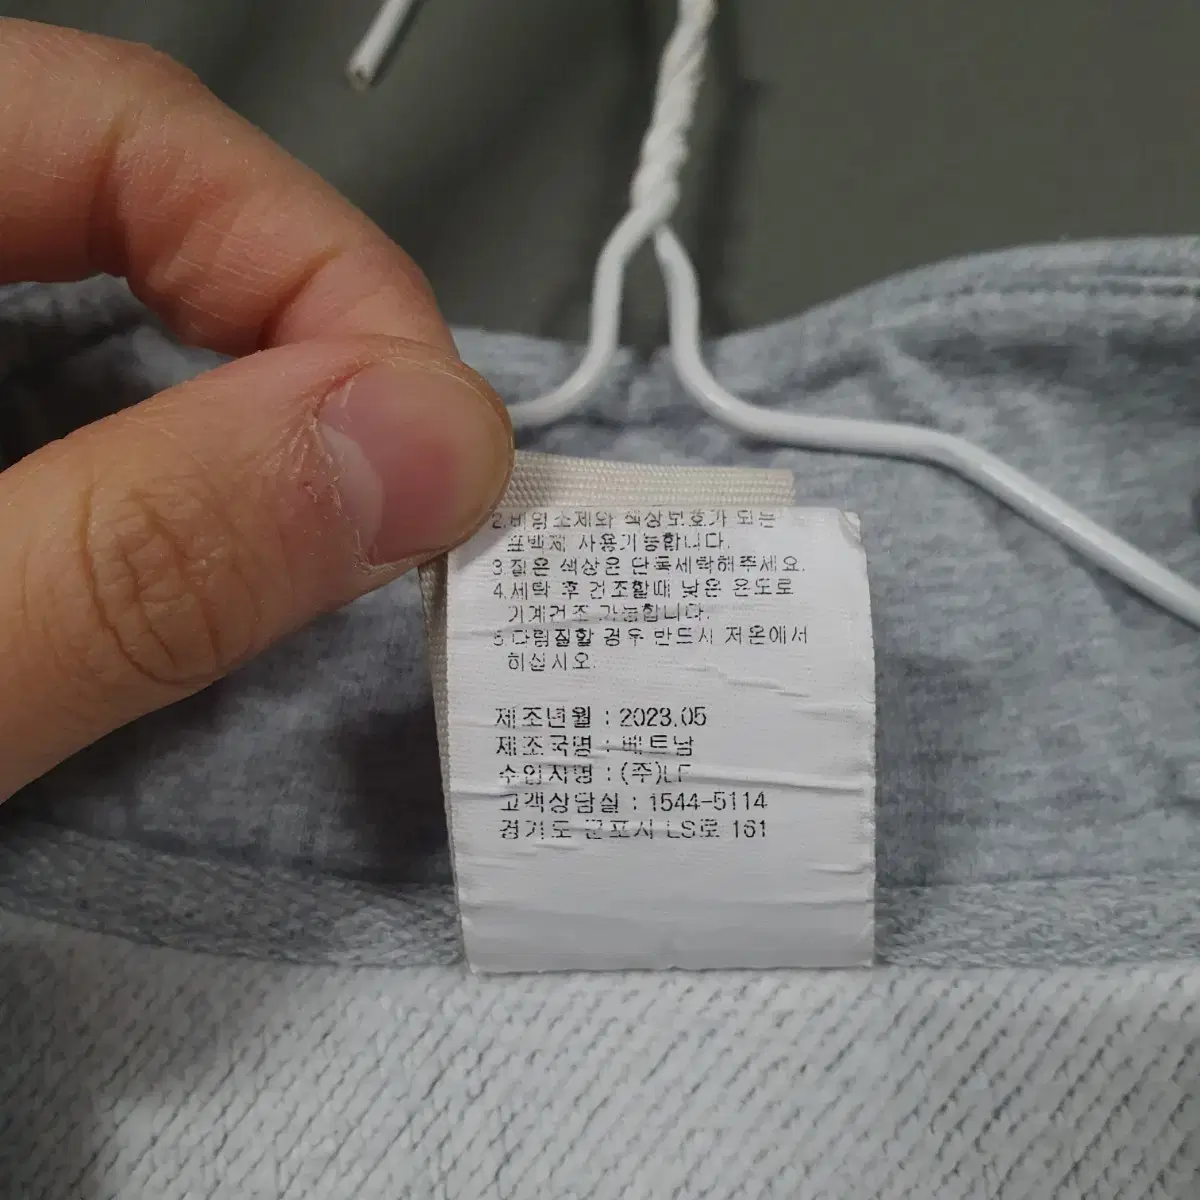 2.비염소제와 색상보호가 되는
표백제 사용가능합니다.
3.짙은 색상은 단독세탁해주세요.
4.세탁 후 건조할때 낮은 온도로
기계건조 가능합니다.
5.다림질할 경우 반드시 저온에서
하십시오.
제조년월 : 2023.05
제조국명 : 베트남
수입자명 : (주)LF
고객상담실 : 1544-5114
경기도 군포시 LS로 161